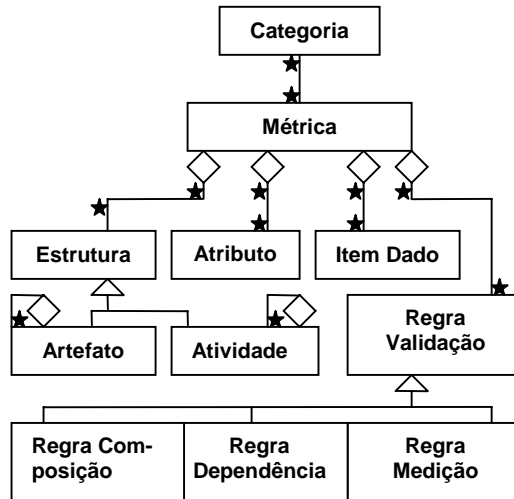 Categoria
Métrica
Estrutura
Atributo
Item Dado
Artefato
Atividade
Regra
Validação
Regra Com-
posição
Regra
Dependência
Regra
Medição